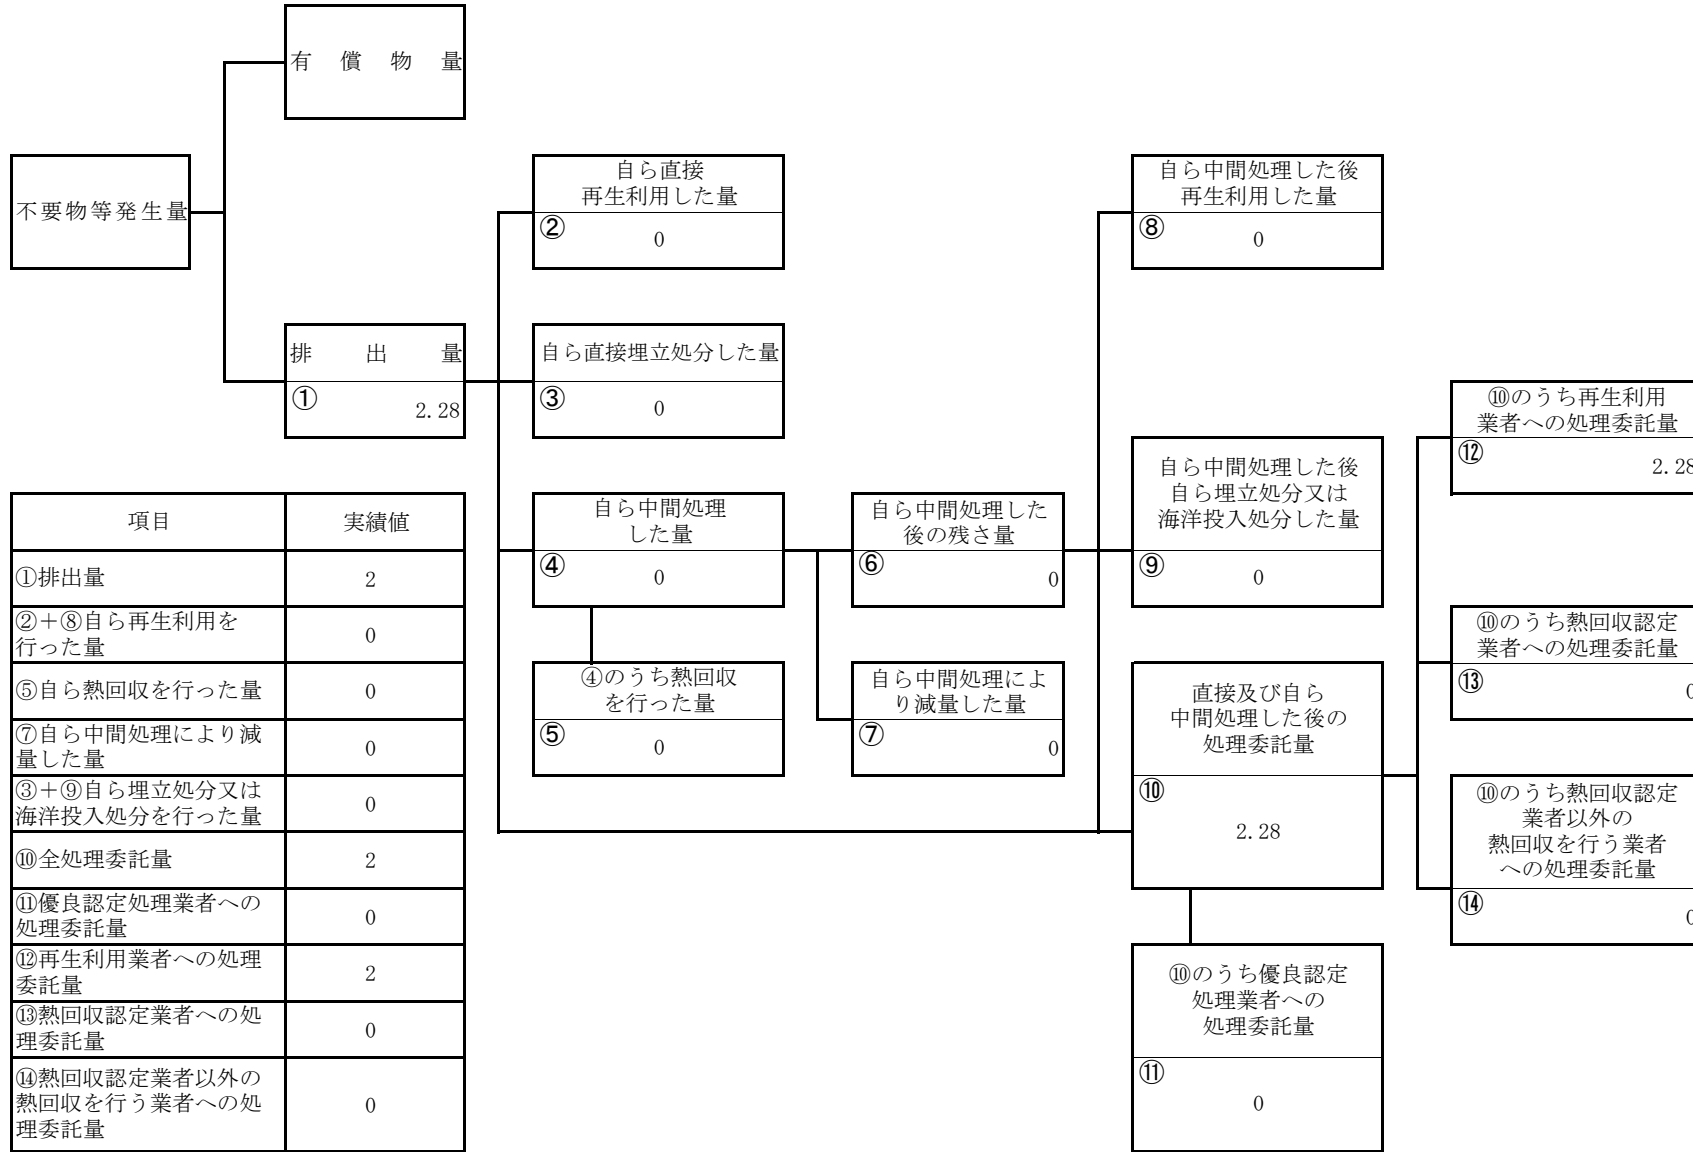 有償物量
不要物等発生量
排出量
①
2.28
自ら直接
再生利用した量
②
0
自ら直接埋立処分した量
③
0
自ら中間処理
した量
④
0
④のうち熱回収
を行った量
⑤
0
自ら中間処理した
後の残さ量
⑥
0
自ら中間処理によ
り減量した量
⑦
0
自ら中間処理した後
再生利用した量
⑧
0
自ら中間処理した後
自ら埋立処分又は
海洋投入処分した量
⑨
0
直接及び自ら
中間処理した後の
処理委託量
⑩
2.28
⑩のうち優良認定
処理業者への
処理委託量
⑪
0
⑩のうち再生利用
業者への処理委託量
⑫
2.28
⑩のうち熱回収認定
業者への処理委託量
⑬
0
⑩のうち熱回収認定
業者以外の
熱回収を行う業者
への処理委託量
⑭
0
項目 実績値
①排出量 2
②＋⑧自ら再生利用を
行った量 0
⑤自ら熱回収を行った量 0
⑦自ら中間処理により減
量した量 0
③＋⑨自ら埋立処分又は
海洋投入処分を行った量 0
⑩全処理委託量 2
⑪優良認定処理業者への
処理委託量 0
⑫再生利用業者への処理
委託量 2
⑬熱回収認定業者への処
理委託量 0
⑭熱回収認定業者以外の
熱回収を行う業者への処
理委託量 0